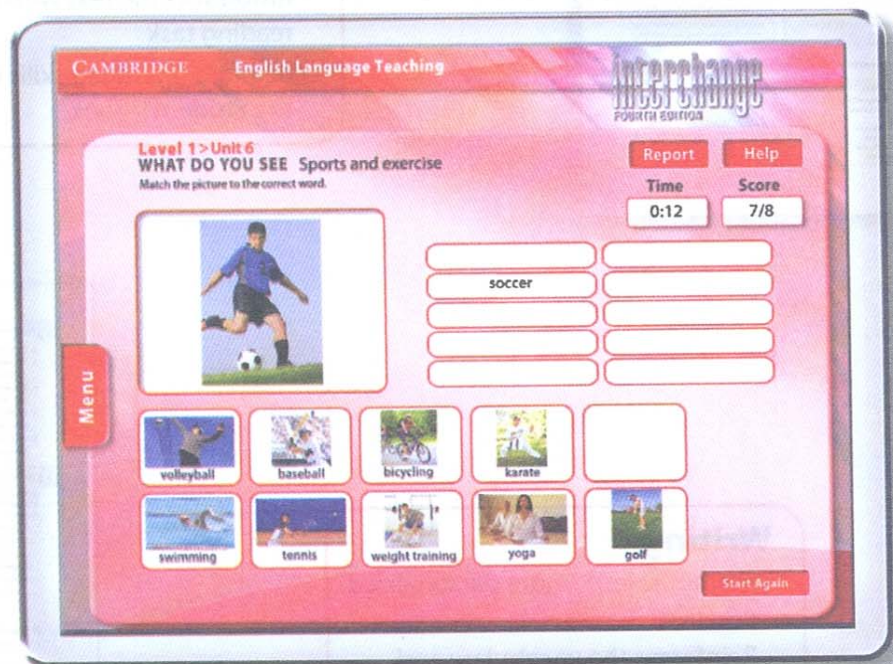 reading task
CAMBRIDGE English Language Teaching
interchange
FOURTH EDITION
Level 1 > Unit 6
WHAT DO YOU SEE Sports and exercise
Match the picture to the correct word.
Report Help
Time Score
0:12 7/8
soccer
Menu
volleyball baseball bicycling karate
swimming tennis weight training yoga golf
Start Again